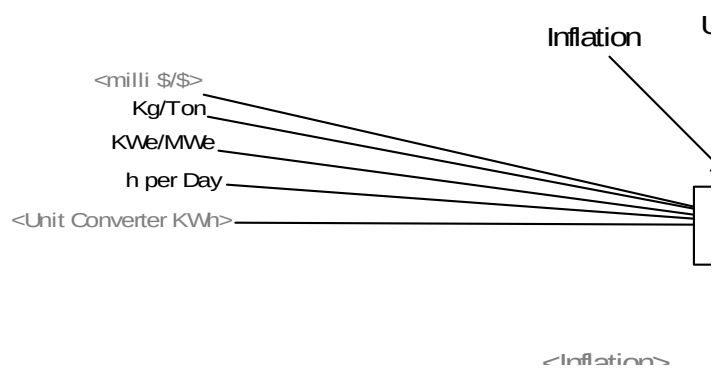 Inflation
<milli $/$>
Kg/Ton
KWe/MWe
h per Day
<Unit Converter KWh>
<Inflation>